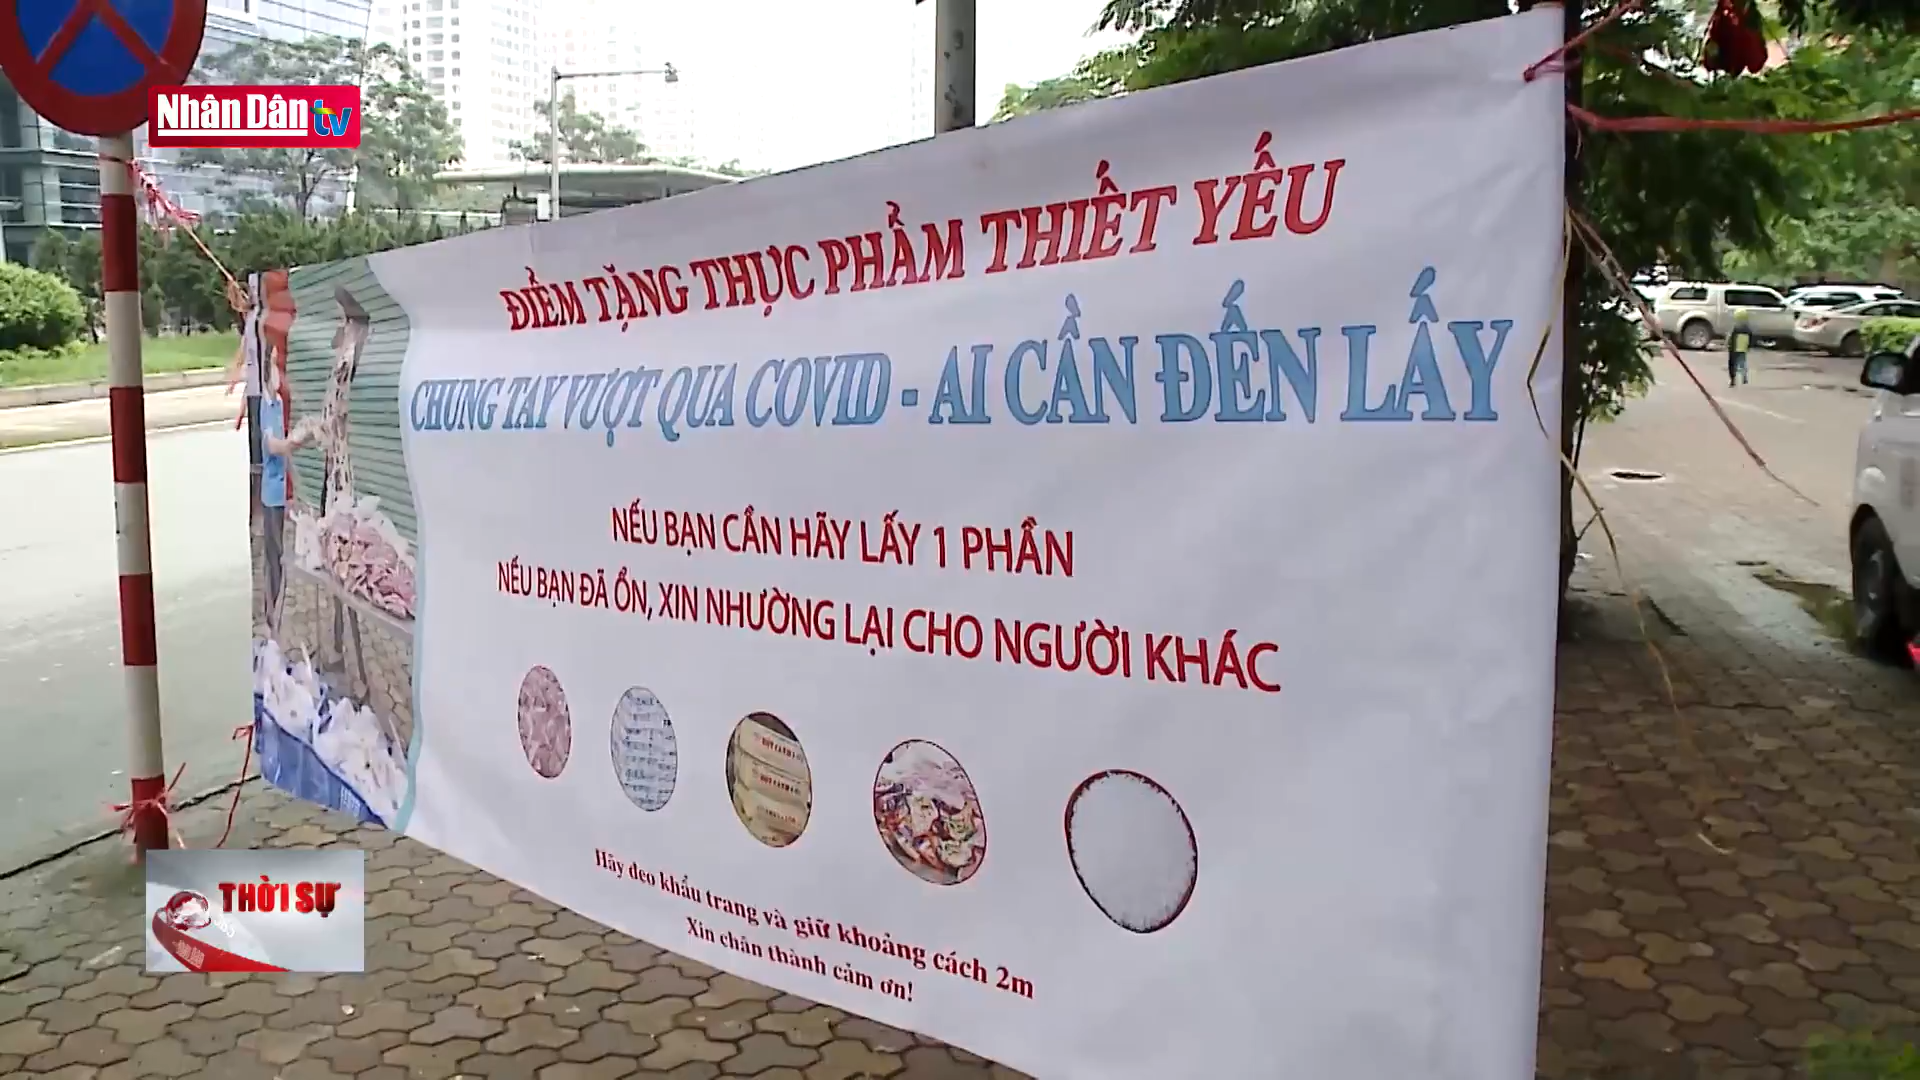 Nhân Dân tv
ĐIỂM TẶNG THỰC PHẨM THIẾT YẾU
CHUNG TAY VƯỢT QUA COVID - AI CẦN ĐẾN LẤY
NẾU BẠN CẦN HÃY LẤY 1 PHẦN
NẾU BẠN ĐÃ ỔN, XIN NHƯỜNG LẠI CHO NGƯỜI KHÁC
Hãy đeo khẩu trang và giữ khoảng cách 2m
Xin chân thành cảm ơn!
THỜI SỰ